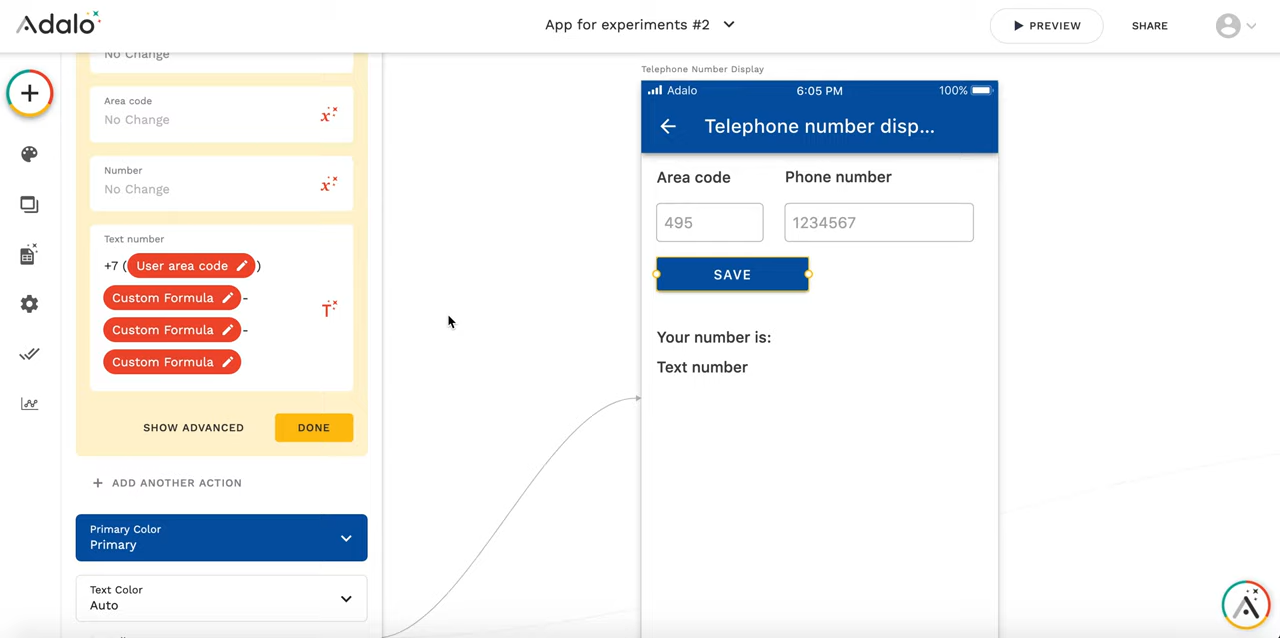 Adalo
App for experiments #2
PREVIEW
SHARE
No Change
Area code
No Change
Number
No Change
Text number
+7 ( User area code )
Custom Formula -
Custom Formula -
Custom Formula
SHOW ADVANCED
DONE
+ ADD ANOTHER ACTION
Primary Color
Primary
Text Color
Auto
Telephone Number Display
Adalo
6:05 PM
100%
Telephone number disp...
Area code
Phone number
495
1234567
SAVE
Your number is:
Text number